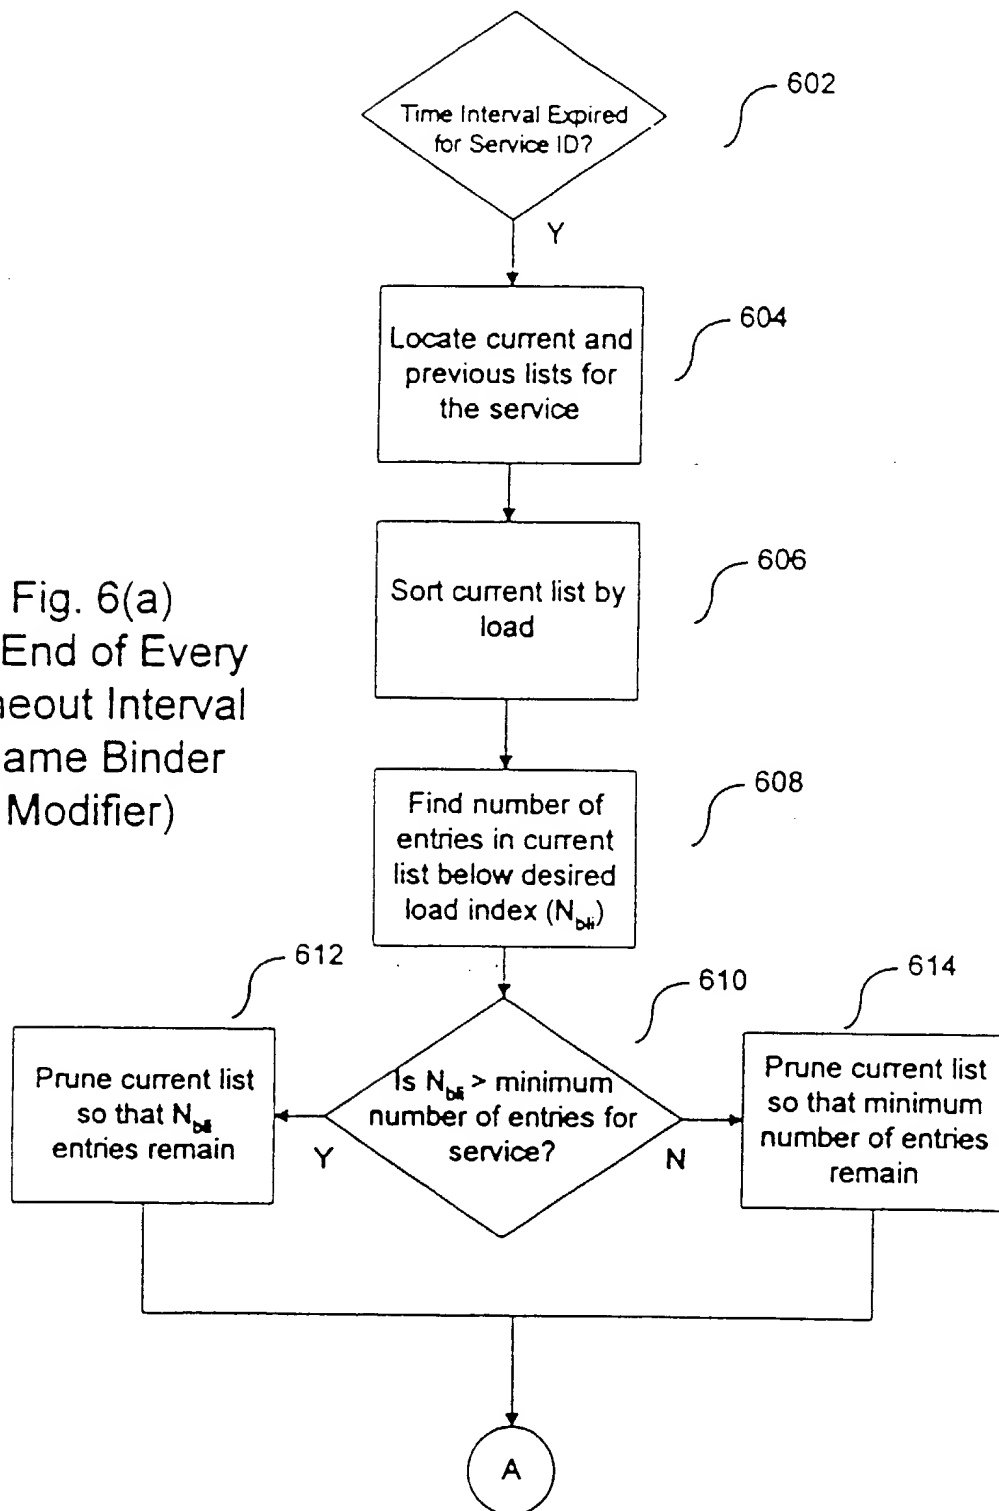 Time Interval Expired
for Service ID?
602
Y
Locate current and
previous lists for
the service
604
Sort current list by
load
606
Fig. 6(a)
End of Every
neout Interval
ame Binder
Modifier)
Find number of
entries in current
list below desired
load index (Nbli)
608
612
Prune current list
so that Nbli
entries remain
610
Is Nbli > minimum
number of entries for
service?
Y
N
614
Prune current list
so that minimum
number of entries
remain
A